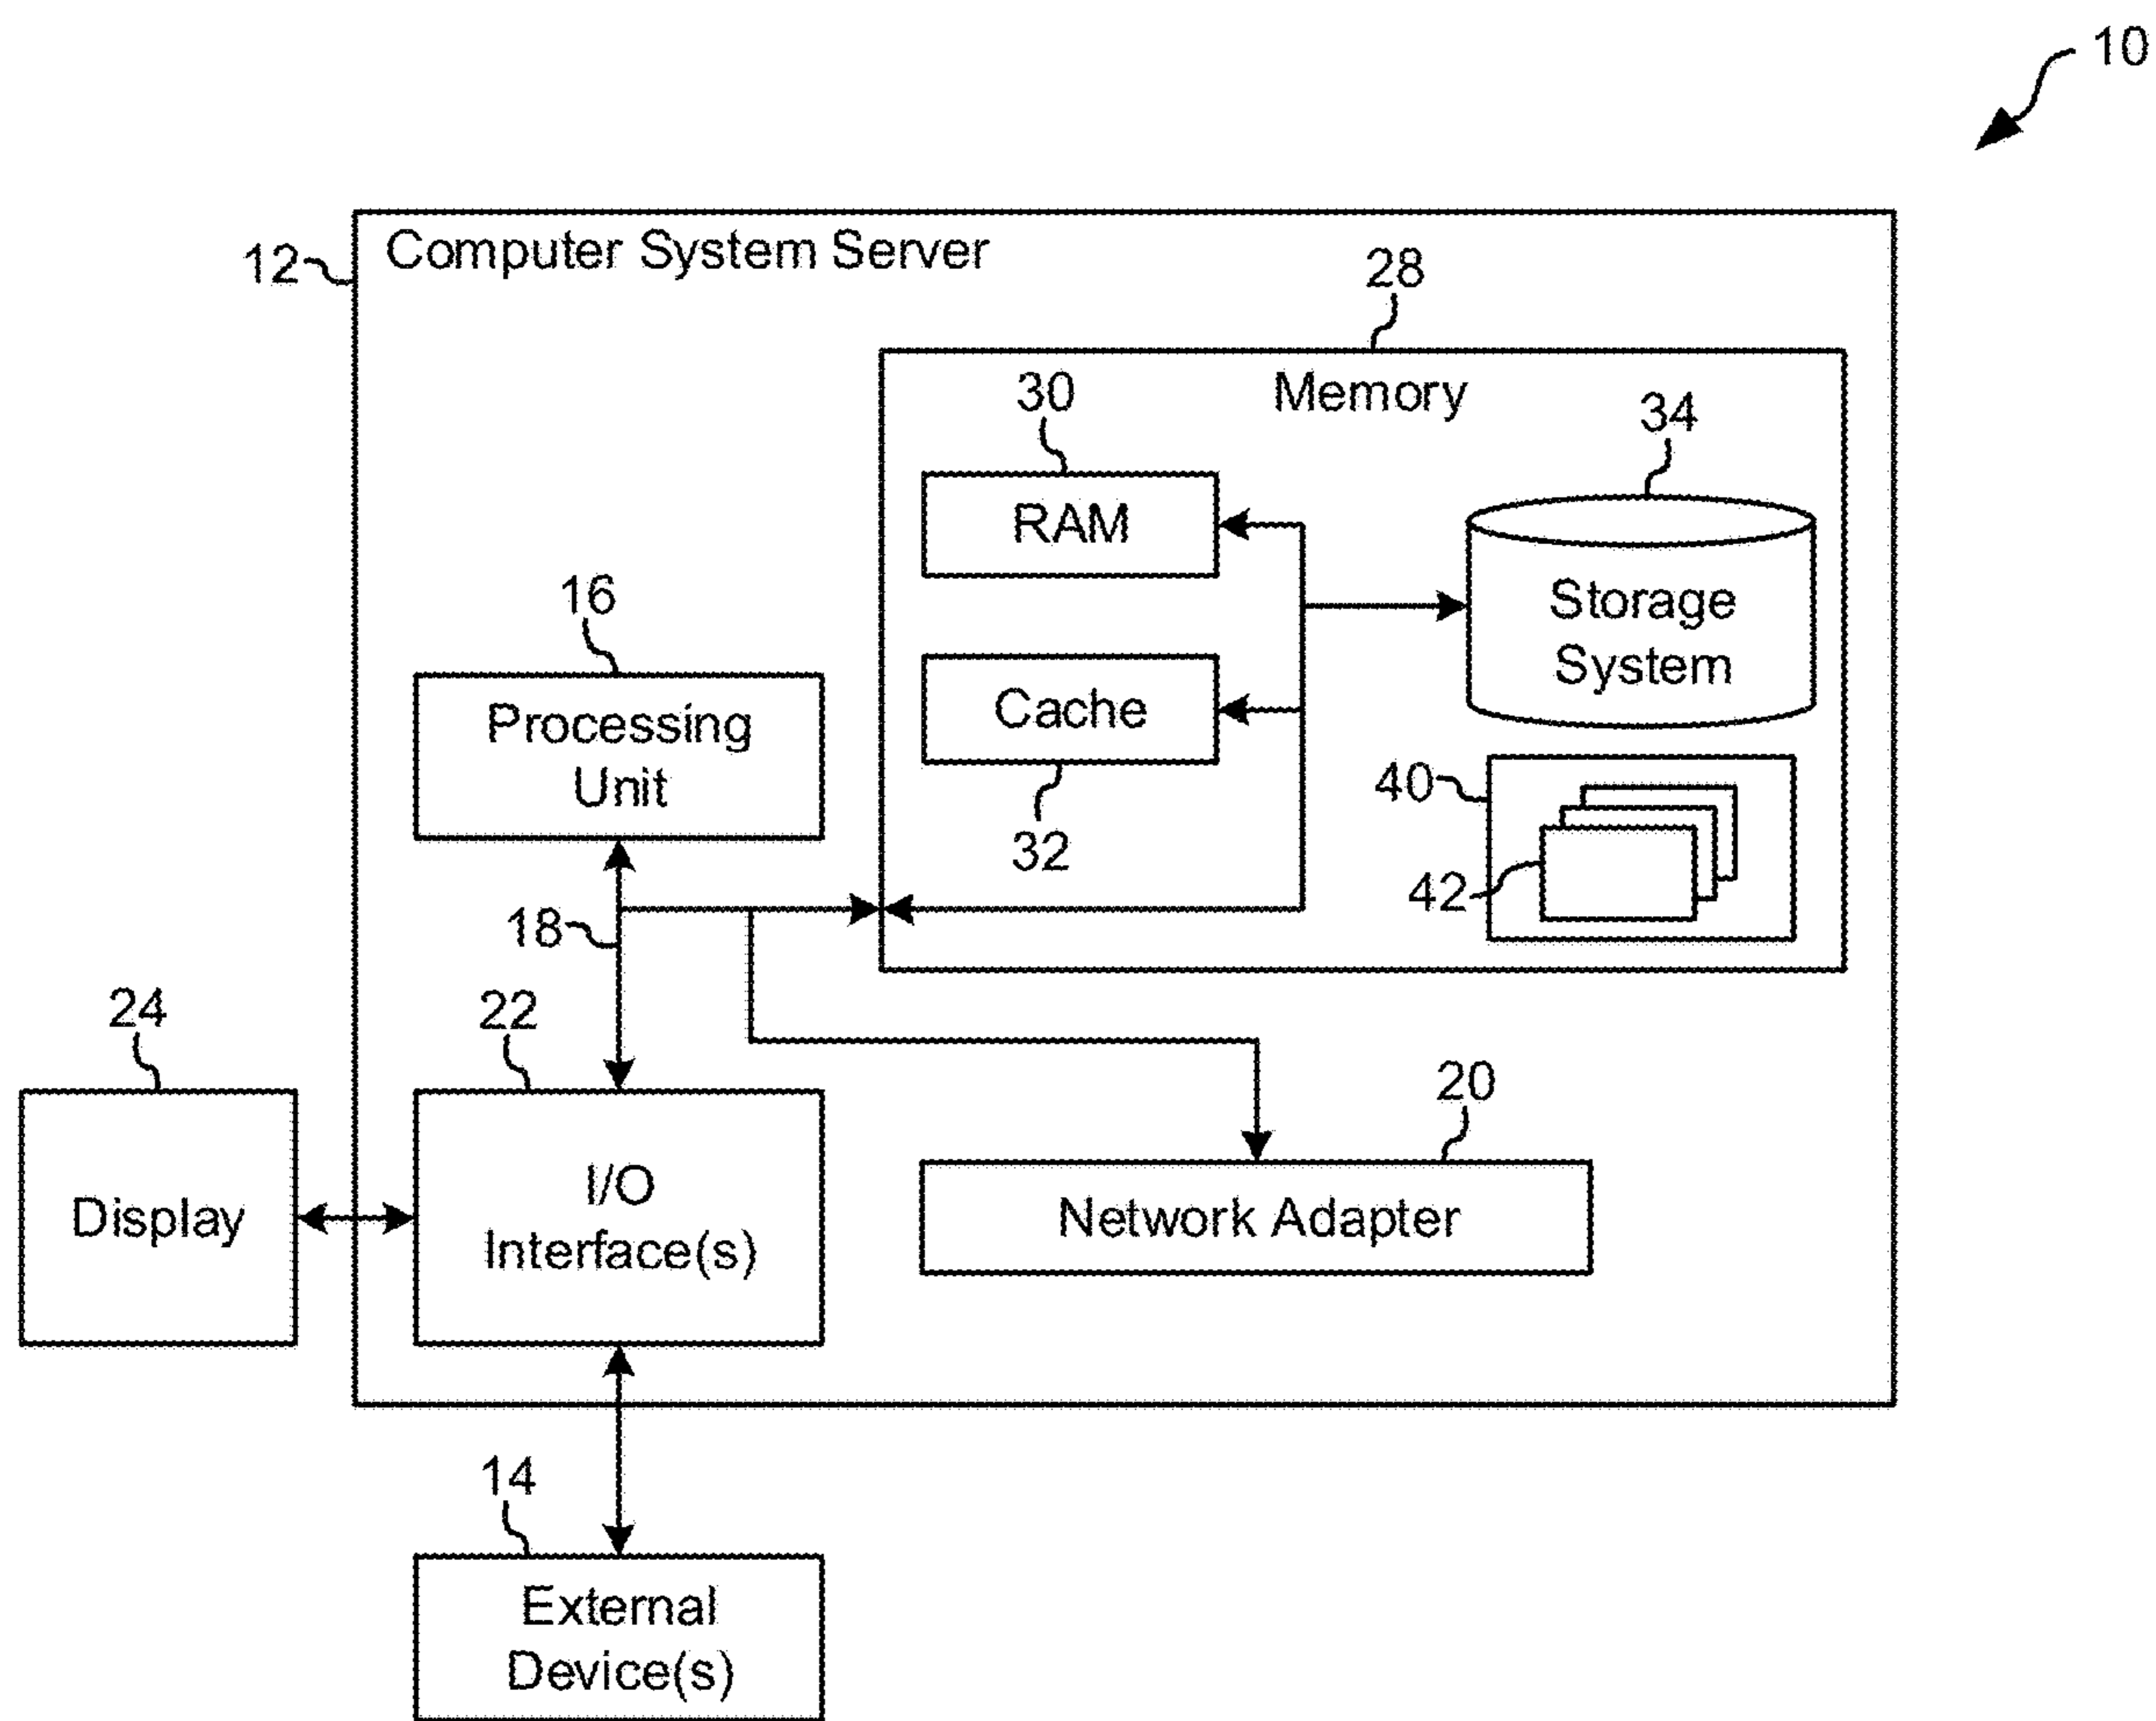 10
12
Computer System Server
28
Memory
30
RAM
34
Storage
System
16
Processing
Unit
Cache
32
40
42
18
24
Display
22
I/O
Interface(s)
20
Network Adapter
14
External
Device(s)